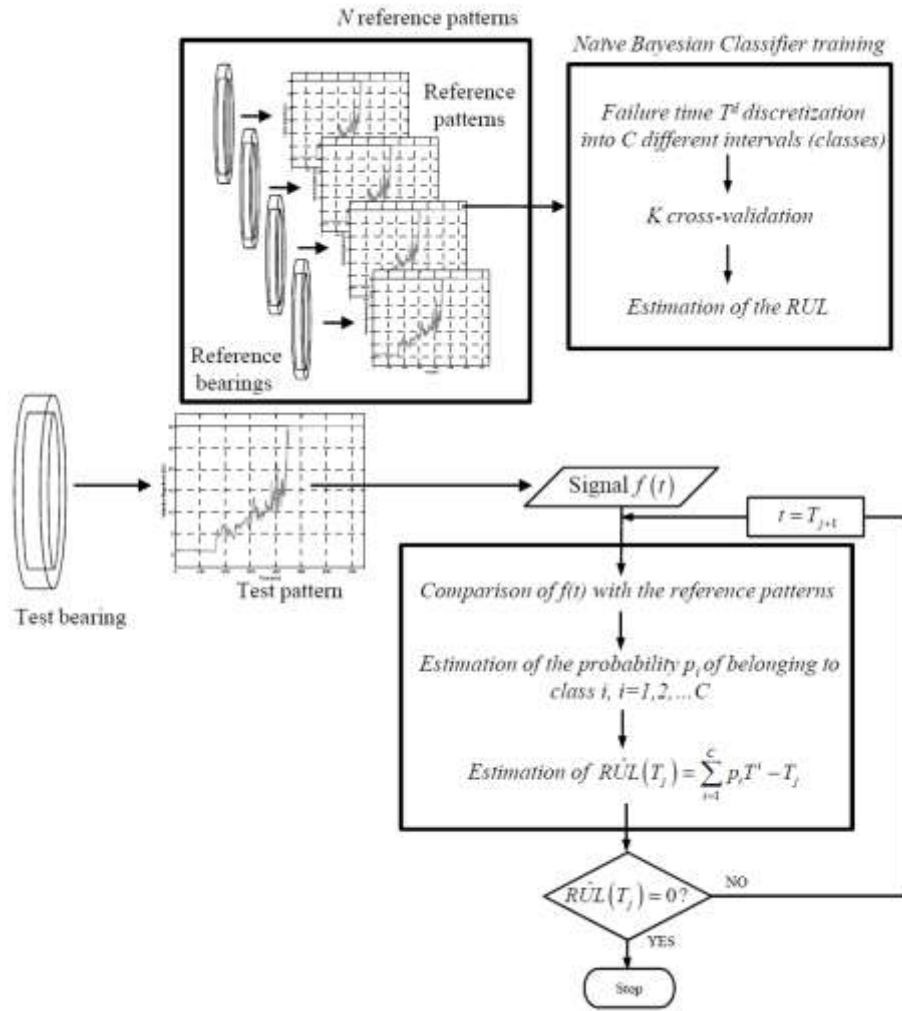 N reference patterns
Naïve Bayesian Classifier training
Reference
patterns
Failure time T^d discretization
into C different intervals (classes)
K cross-validation
Estimation of the RUL
Reference
bearings
Signal f(t)
t = T_{j+1}
Test pattern
Test bearing
Comparison of f(t) with the reference patterns
Estimation of the probability p_i of belonging to
class i, i=1,2,...C
Estimation of RÛL(T_j) = ∑_{i=1}^{C} p_i T^i − T_j
RÛL(T_j) = 0?
NO
YES
Stop